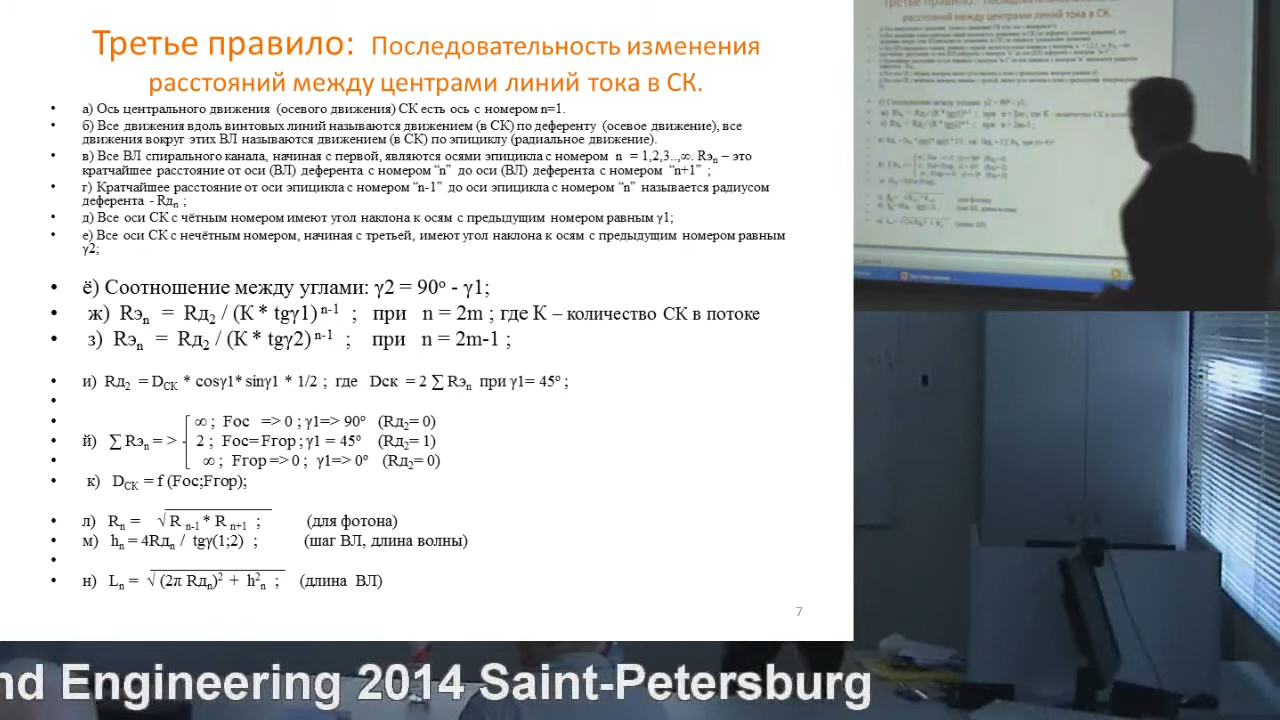 Третье правило: Последовательность изменения
расстояний между центрами линий тока в СК.
• а) Ось центрального движения (осевого движения) СК есть ось с номером n=1.
• б) Все движения вдоль винтовых линий называются движением (в СК) по деференту (осевое движение), все
движения вокруг этих ВЛ называются движением (в СК) по эпициклу (радиальное движение).
• в) Все ВЛ спирального канала, начиная с первой, являются осями эпицикла с номером n = 1,2,3..,∞. Rэₙ – это
кратчайшее расстояние от оси (ВЛ) деферента с номером “n” до оси (ВЛ) деферента с номером “n+1” ;
• г) Кратчайшее расстояние от оси эпицикла с номером “n-1” до оси эпицикла с номером “n” называется радиусом
деферента - Rдₙ ;
• д) Все оси СК с чётным номером имеют угол наклона к осям с предыдущим номером равным γ1;
• е) Все оси СК с нечётным номером, начиная с третьей, имеют угол наклона к осям с предыдущим номером равным
γ2;
• ё) Соотношение между углами: γ2 = 90º - γ1;
• ж) Rэₙ = Rд₂ / (К * tgγ1)ⁿ⁻¹ ; при n = 2m ; где К – количество СК в потоке
• з) Rэₙ = Rд₂ / (К * tgγ2)ⁿ⁻¹ ; при n = 2m-1 ;
• и) Rд₂ = D_СК * cosγ1* sinγ1 * 1/2 ; где Dск = 2 ∑ Rэₙ при γ1= 45º ;
•
• ∞ ; Fос => 0 ; γ1=> 90º (Rд₂= 0)
• й) ∑ Rэₙ = > 2 ; Fос= Fтор ; γ1 = 45º (Rд₂= 1)
• ∞ ; Fтор => 0 ; γ1=> 0º (Rд₂= 0)
• к) D_СК = f (Fос;Fтор);
• л) Rₙ = √ R ₙ₋₁ * R ₙ₊₁ ; (для фотона)
• м) hₙ = 4Rдₙ / tgγ(1;2) ; (шаг ВЛ, длина волны)
•
• н) Lₙ = √ (2π Rдₙ)² + h²ₙ ; (длина ВЛ)
7
nd Engineering 2014 Saint-Petersburg